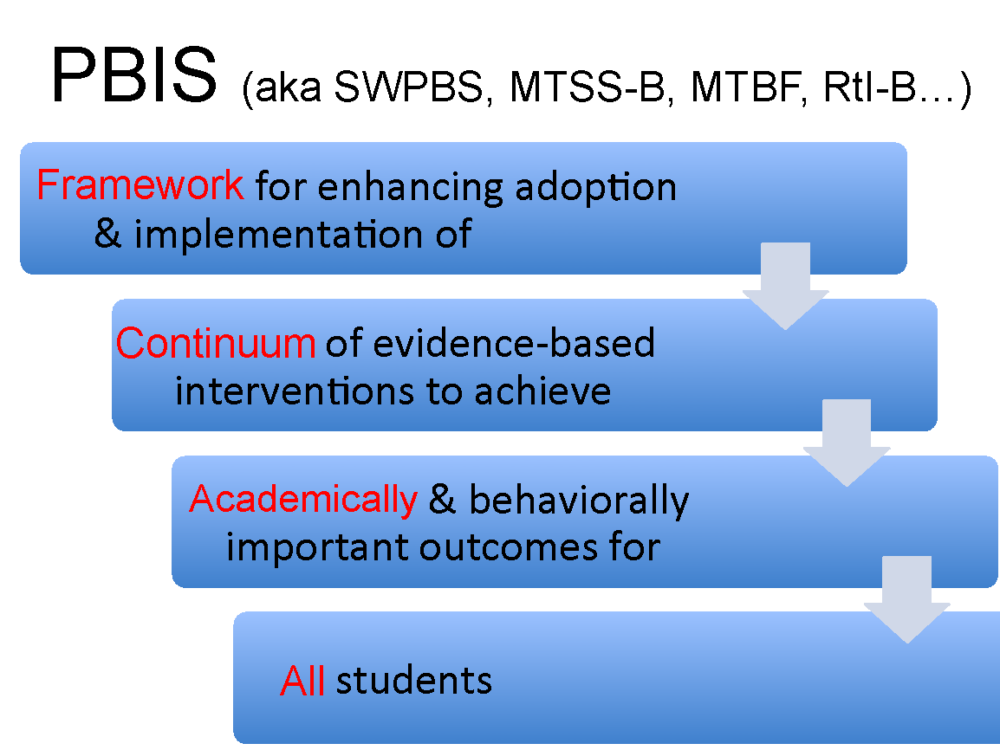 PBIS (aka SWPBS, MTSS-B, MTBF, RtI-B…)
Framework for enhancing adoption
& implementation of
Continuum of evidence-based
interventions to achieve
Academically & behaviorally
important outcomes for
All students